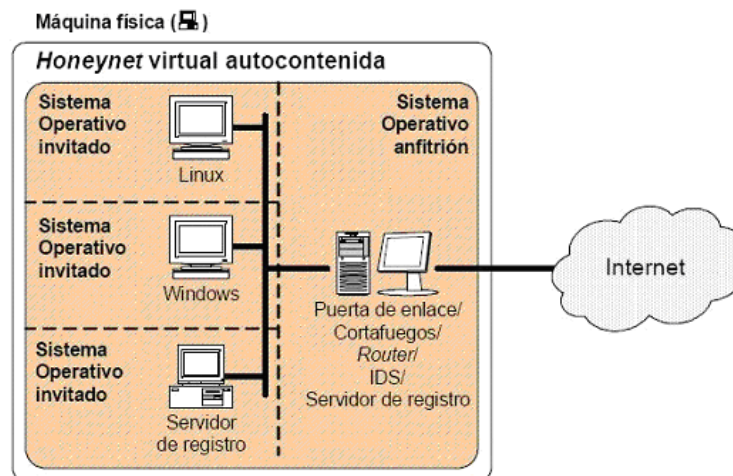 Máquina física ( )
Honeynet virtual autocontenida
Sistema
Operativo
invitado
Linux
Sistema
Operativo
anfitrión
Sistema
Operativo
invitado
Windows
Puerta de enlace/
Cortafuegos/
Router/
IDS/
Servidor de registro
Sistema
Operativo
invitado
Servidor
de registro
Internet